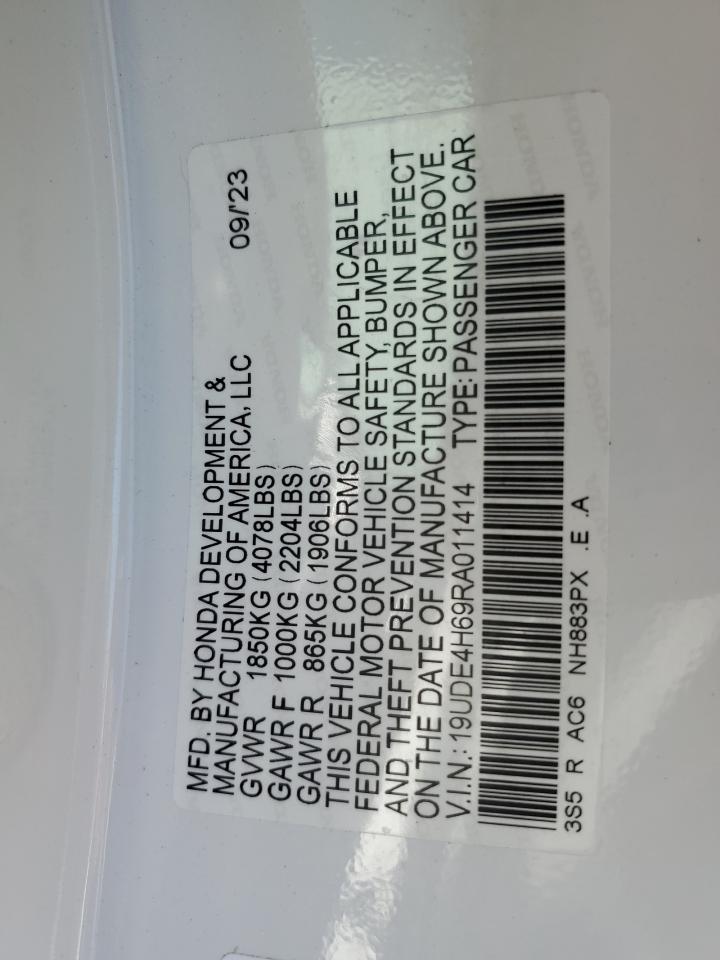 MFD. BY HONDA DEVELOPMENT &
MANUFACTURING OF AMERICA, LLC 09/'23
GVWR 1850KG (4078LBS)
GAWR F 1000KG (2204LBS)
GAWR R 865KG (1906LBS)
THIS VEHICLE CONFORMS TO ALL APPLICABLE
FEDERAL MOTOR VEHICLE SAFETY, BUMPER,
AND THEFT PREVENTION STANDARDS IN EFFECT
ON THE DATE OF MANUFACTURE SHOWN ABOVE.
V.I.N.: 19UDE4H69RA011414 TYPE: PASSENGER CAR
3S5 R AC6 NH883PX .E .A